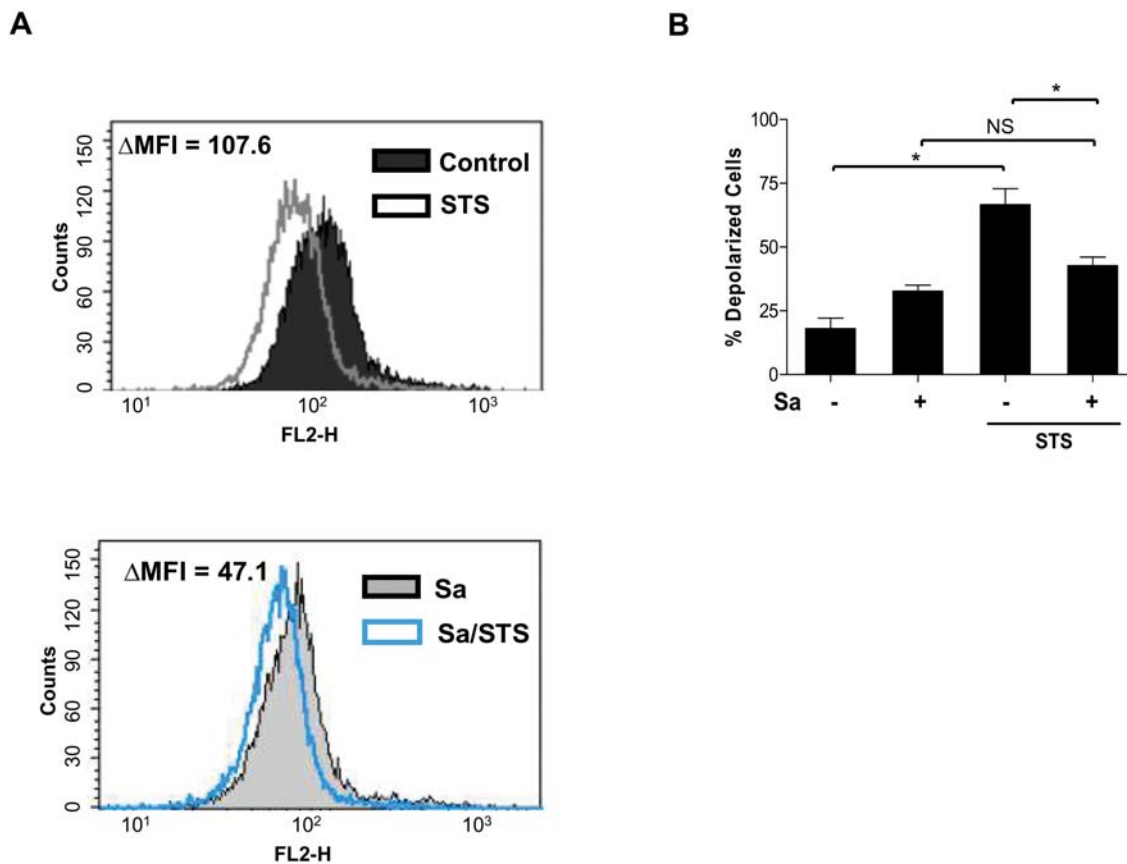 A
ΔMFI = 107.6
Control
STS
Counts
150
120
90
60
30
0
10¹
10²
10³
FL2-H
ΔMFI = 47.1
Sa
Sa/STS
Counts
150
120
90
60
30
0
10¹
10²
10³
FL2-H
B
*
NS
*
% Depolarized Cells
100
75
50
25
0
Sa - + - +
STS